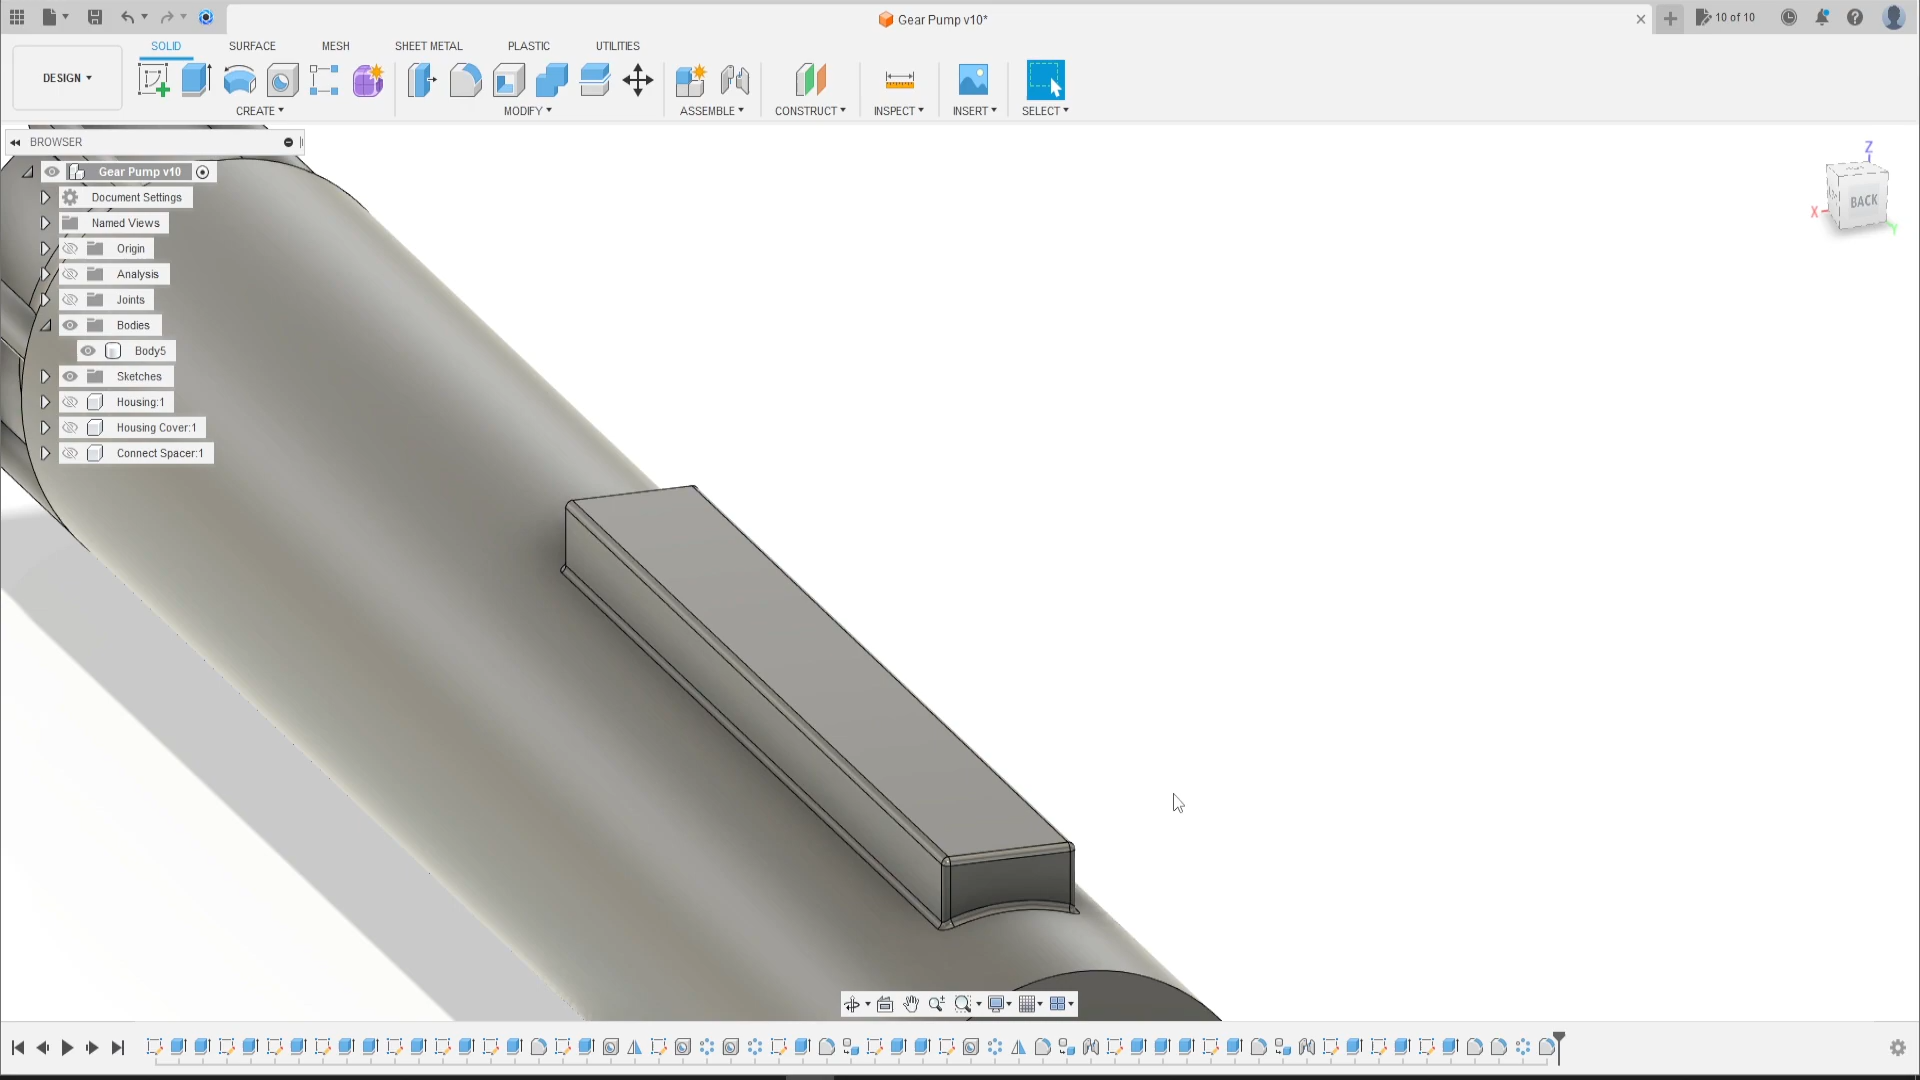 Gear Pump v10*
10 of 10
SOLID SURFACE MESH SHEET METAL PLASTIC UTILITIES
DESIGN
CREATE MODIFY ASSEMBLE CONSTRUCT INSPECT INSERT SELECT
BROWSER
Gear Pump v10
Document Settings
Named Views
Origin
Analysis
Joints
Bodies
Body5
Sketches
Housing:1
Housing Cover:1
Connect Spacer:1
Z
BACK
X
Y